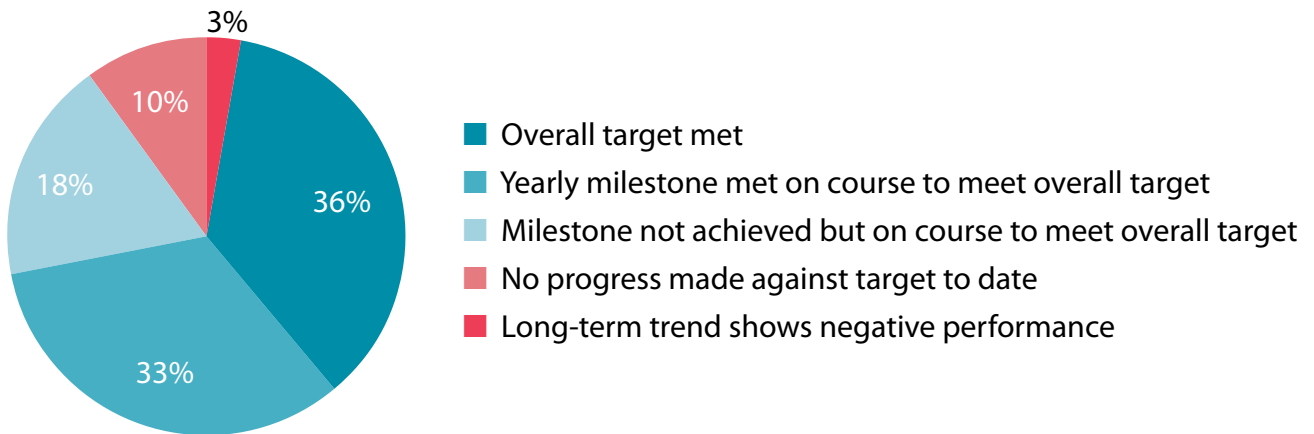 3%
10%
18%
36%
33%
Overall target met
Yearly milestone met on course to meet overall target
Milestone not achieved but on course to meet overall target
No progress made against target to date
Long-term trend shows negative performance